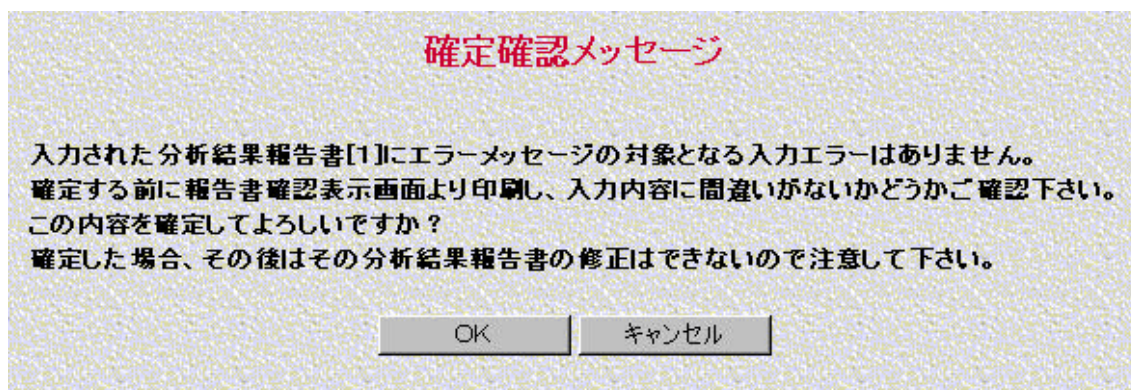 確定確認メッセージ
入力された分析結果報告書[1]にエラーメッセージの対象となる入力エラーはありません。
確定する前に報告書確認表示画面より印刷し、入力内容に間違いがないかどうかご確認下さい。
この内容を確定してよろしいですか？
確定した場合、その後はその分析結果報告書の修正はできないので注意して下さい。
OK キャンセル